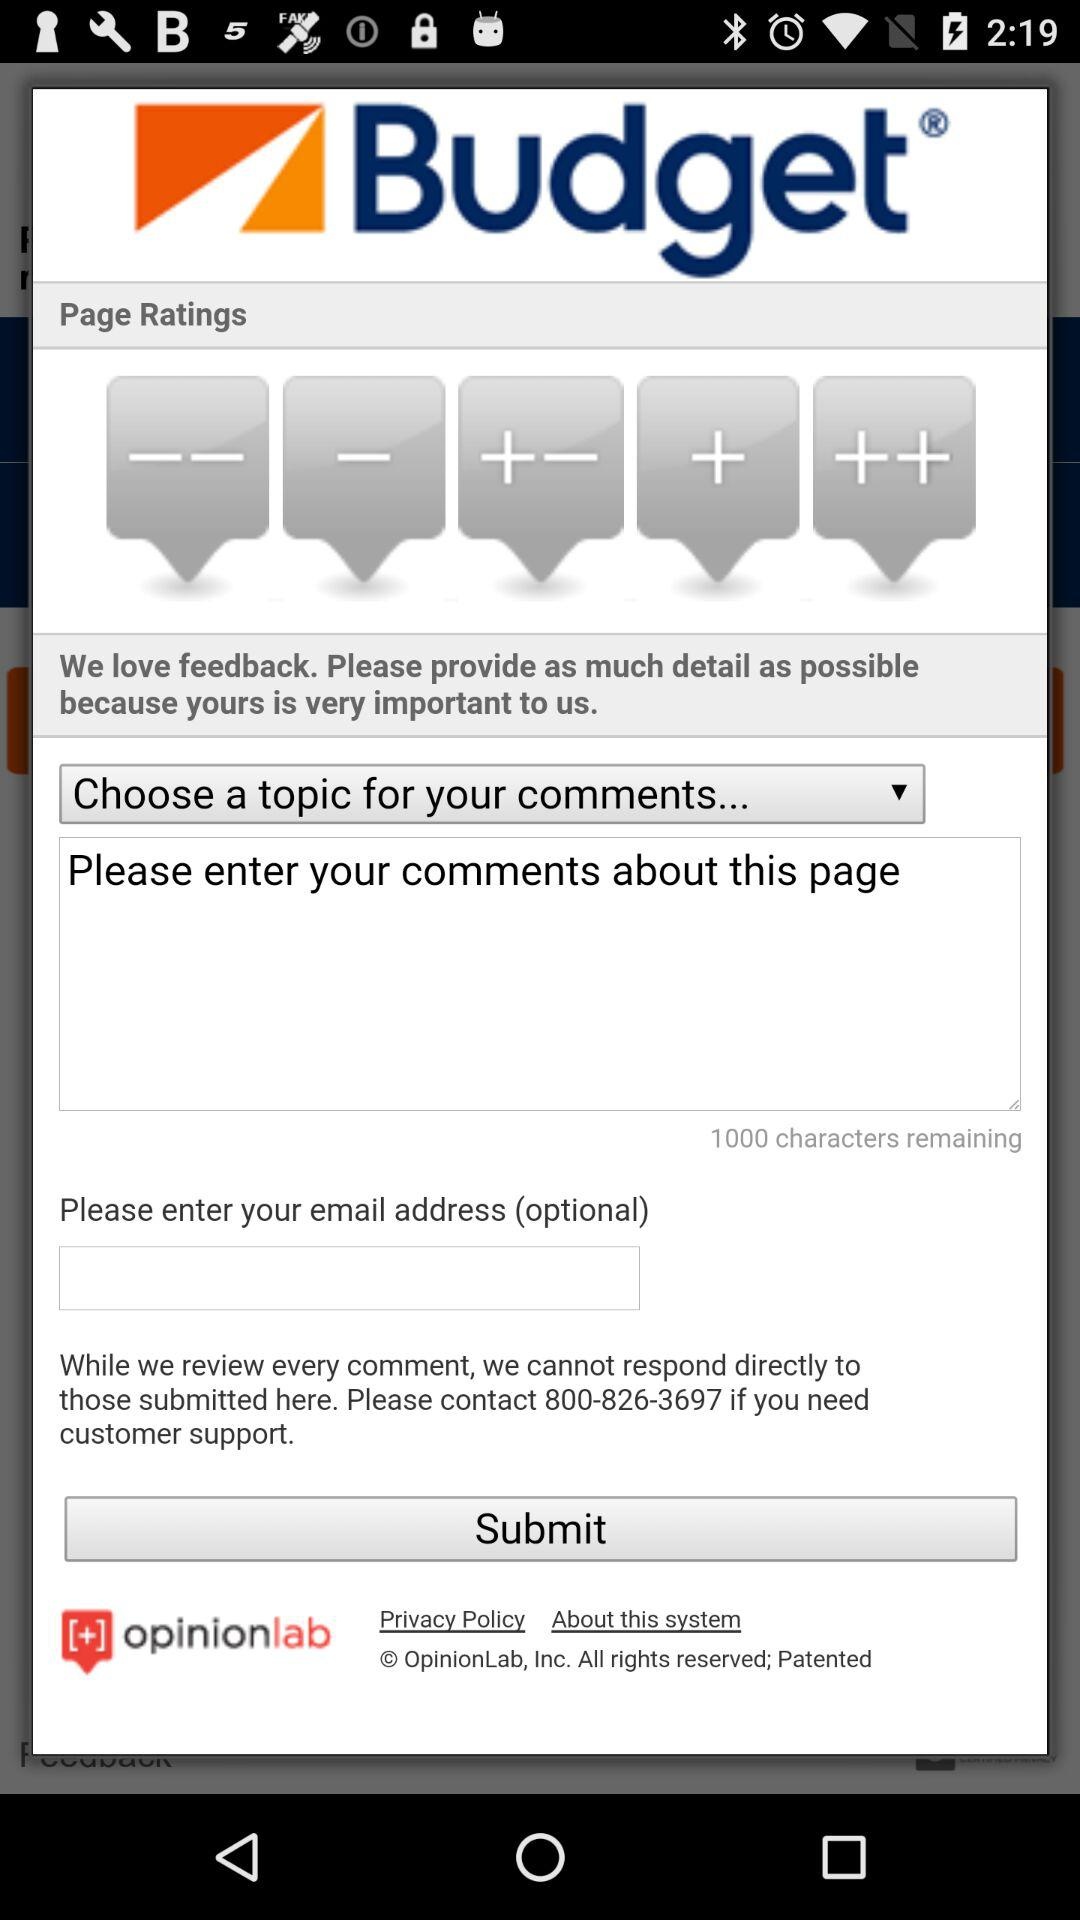 FAKE
2:19
Budget®
Page Ratings
−− − +− + ++
We love feedback. Please provide as much detail as possible
because yours is very important to us.
Choose a topic for your comments...
Please enter your comments about this page
1000 characters remaining
Please enter your email address (optional)
While we review every comment, we cannot respond directly to
those submitted here. Please contact 800-826-3697 if you need
customer support.
Submit
[+] opinionlab
Privacy Policy About this system
© OpinionLab, Inc. All rights reserved; Patented
Feedback